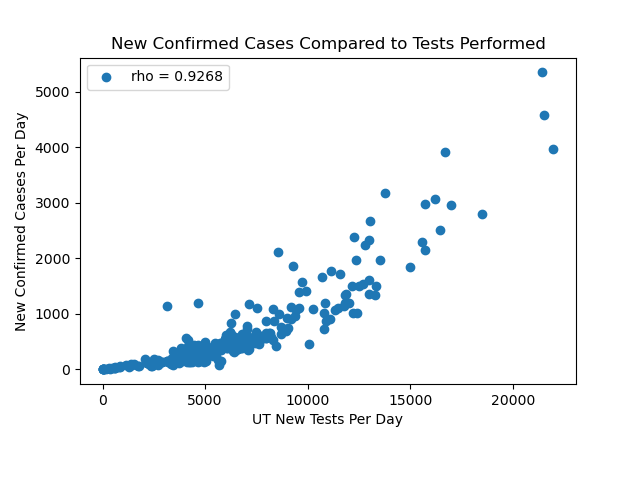 New Confirmed Cases Compared to Tests Performed
rho = 0.9268
New Confirmed Caeses Per Day
5000
4000
3000
2000
1000
0
0 5000 10000 15000 20000
UT New Tests Per Day